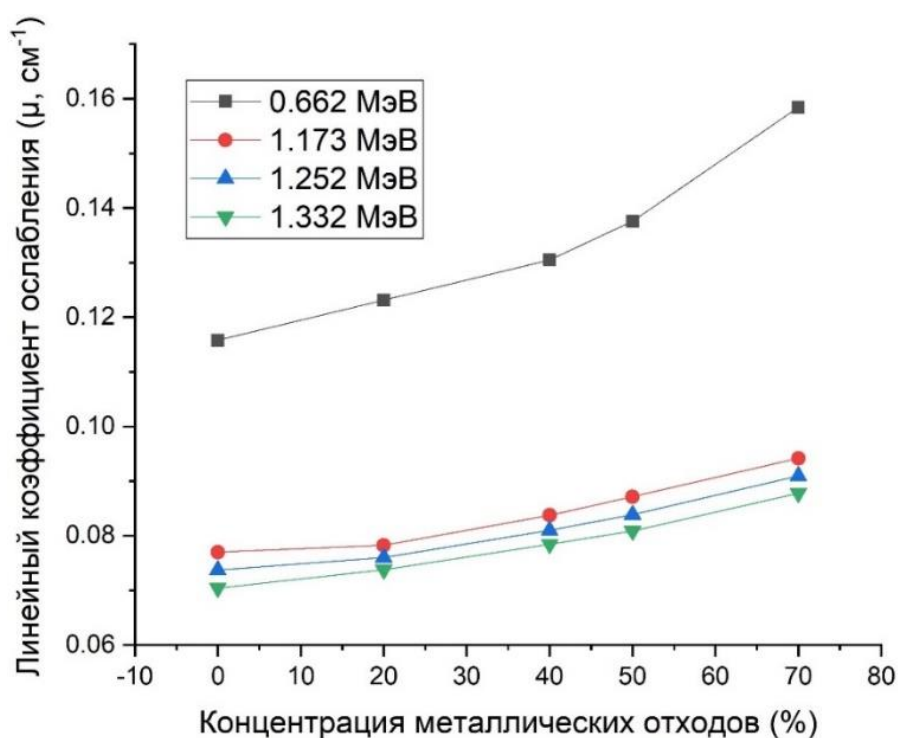 Линейный коэффициент ослабления (μ, см⁻¹)
0.16
0.14
0.12
0.10
0.08
0.06
0.662 МэВ
1.173 МэВ
1.252 МэВ
1.332 МэВ
-10 0 10 20 30 40 50 60 70 80
Концентрация металлических отходов (%)